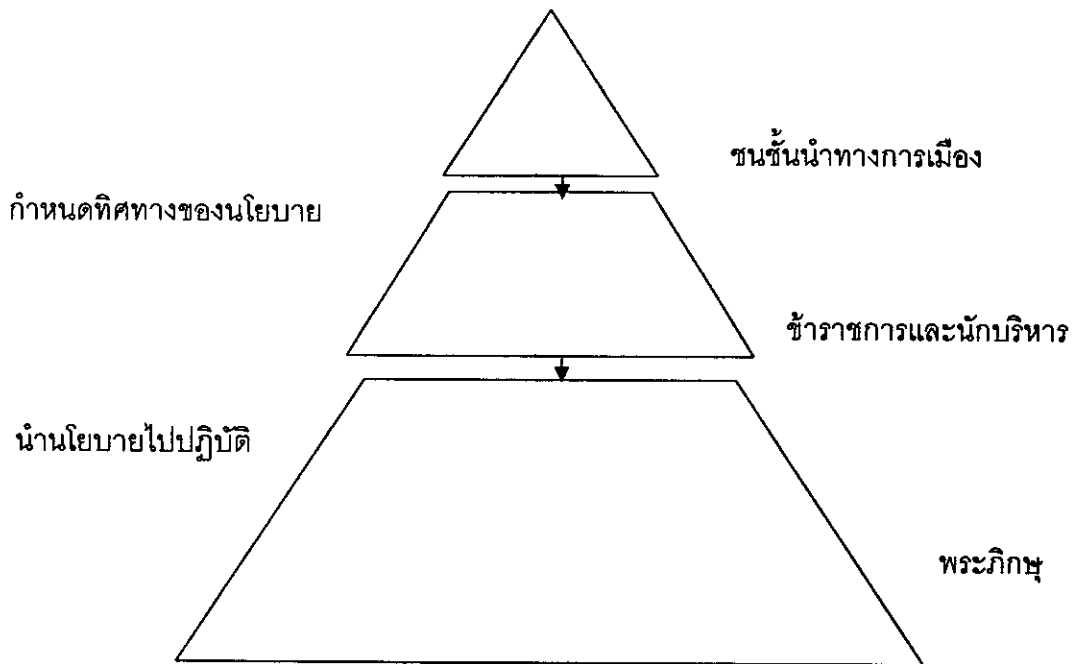 ชนชั้นนำทางการเมือง
กำหนดทิศทางของนโยบาย
ข้าราชการและนักบริหาร
นำนโยบายไปปฏิบัติ
พระภิกษุ